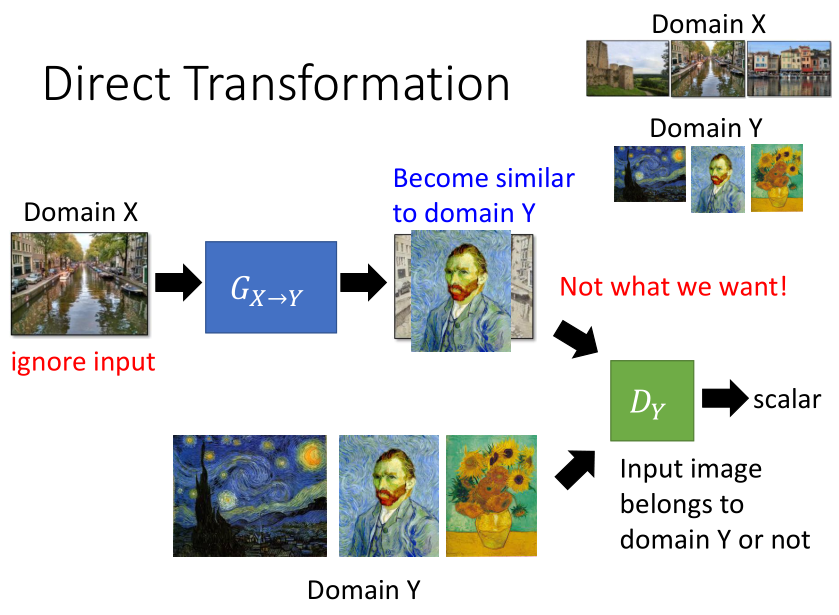 Direct Transformation
Domain X
Domain Y
Become similar
to domain Y
Domain X
G_{X→Y}
Not what we want!
ignore input
D_Y
scalar
Input image
belongs to
domain Y or not
Domain Y